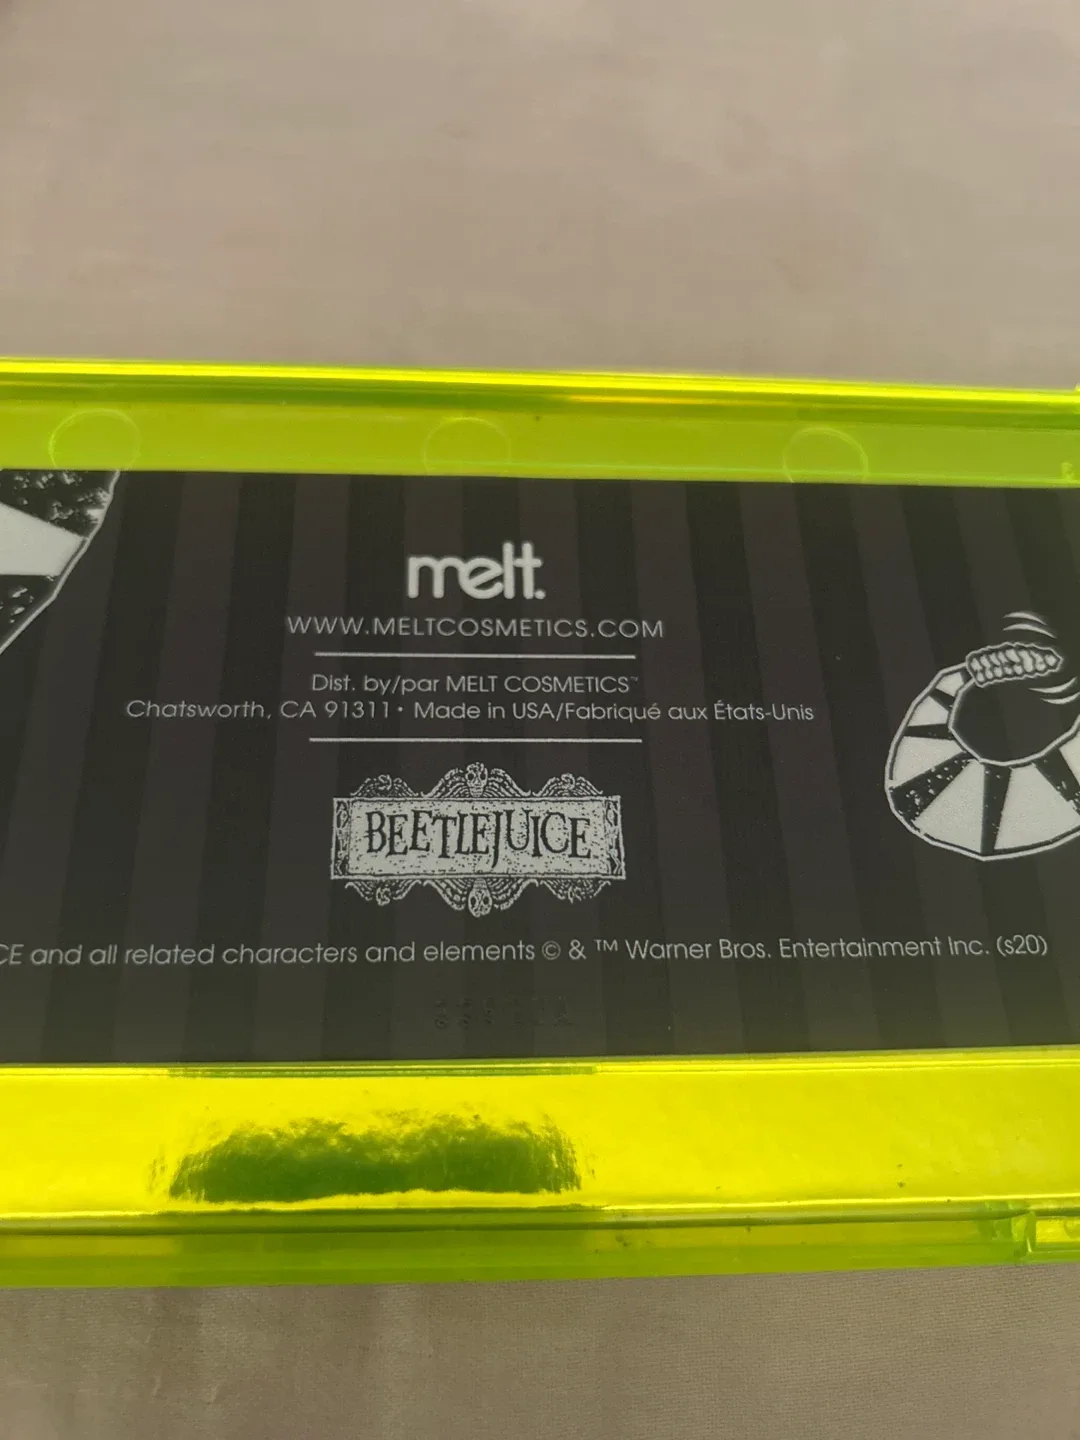 melt.
WWW.MELTCOSMETICS.COM
Dist. by/par MELT COSMETICS™
Chatsworth, CA 91311 • Made in USA/Fabriqué aux États-Unis
BEETLEJUICE
CE and all related characters and elements © & ™ Warner Bros. Entertainment Inc. (s20)